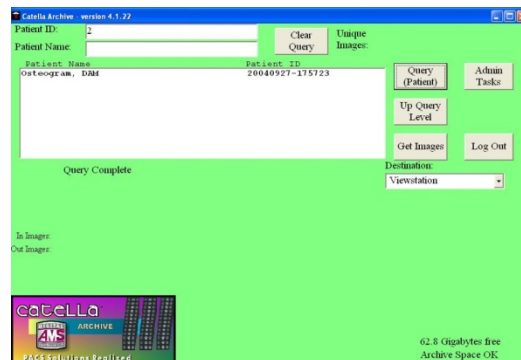 Catella Archive - version 4.1.22
Patient ID: 2
Patient Name:
Clear Query
Unique Images:
Patient Name Patient ID
Osteogram, DAM 20040927-175723
Query (Patient)
Admin Tasks
Up Query Level
Get Images
Log Out
Query Complete
Destination:
Viewstation
In Images:
Out Images:
catella
ARCHIVE
AMS
PACS Solutions Realized
62.8 Gigabytes free
Archive Space OK